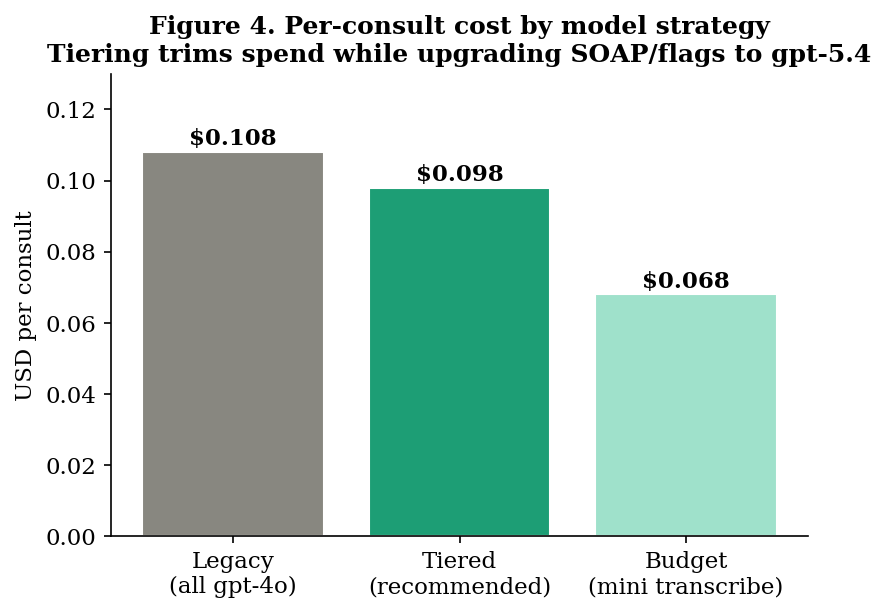 Figure 4. Per-consult cost by model strategy
Tiering trims spend while upgrading SOAP/flags to gpt-5.4
USD per consult
0.12
0.10
0.08
0.06
0.04
0.02
0.00
$0.108
$0.098
$0.068
Legacy
(all gpt-4o)
Tiered
(recommended)
Budget
(mini transcribe)